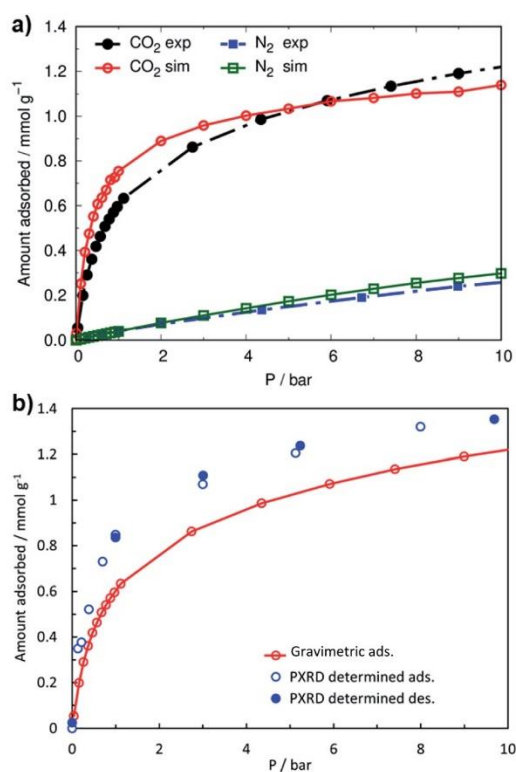 a)
1.4
CO₂ exp N₂ exp
1.2
CO₂ sim N₂ sim
1.0
0.8
0.6
0.4
0.2
0.0
Amount adsorbed / mmol g⁻¹
0 2 4 6 8 10
P / bar
b)
1.4
1.2
1
0.8
0.6
0.4
0.2
0
Amount adsorbed / mmol g⁻¹
Gravimetric ads.
PXRD determined ads.
PXRD determined des.
0 2 4 6 8 10
P / bar